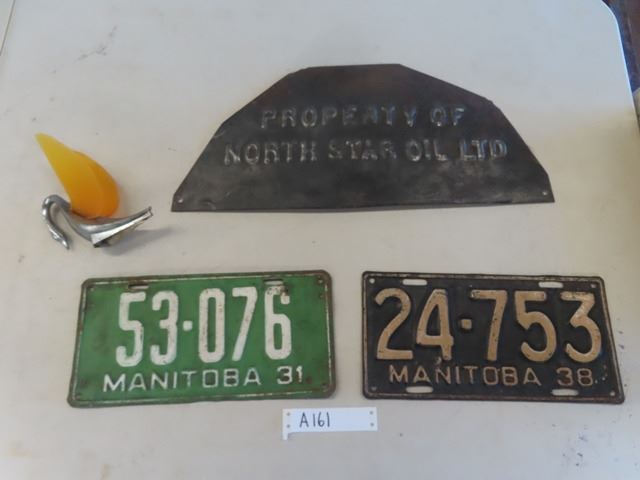 PROPERTY OF
NORTH STAR OIL LTD
53·076
MANITOBA 31
24·753
MANITOBA 38
A161